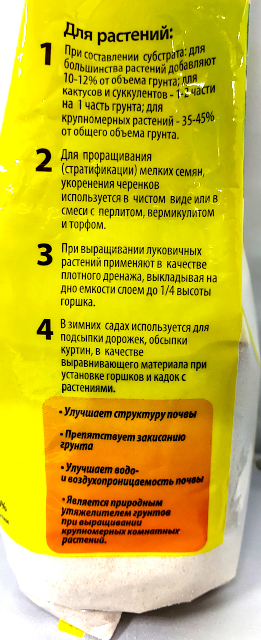 Для растений:
1 При составлении субстрата: для
большинства растений добавляют
10-12% от объема грунта; для
кактусов и суккулентов - 1-2 части
на 1 часть грунта; для
крупномерных растений - 35-45%
от общего объема грунта.
2 Для проращивания
(стратификации) мелких семян,
укоренения черенков
используется в чистом виде или в
смеси с перлитом, вермикулитом
и торфом.
3 При выращивании луковичных
растений применяют в качестве
плотного дренажа, выкладывая на
дно емкости слоем до 1/4 высоты
горшка.
4 В зимних садах используется для
подсыпки дорожек, обсыпки
куртин, в качестве
выравнивающего материала при
установке горшков и кадок с
растениями.
• Улучшает структуру почвы
• Препятствует закисанию
грунта
• Улучшает водо-
и воздухопроницаемость почвы
• Является природным
утяжелителем грунтов
при выращивании
крупномерных комнатных
растений.